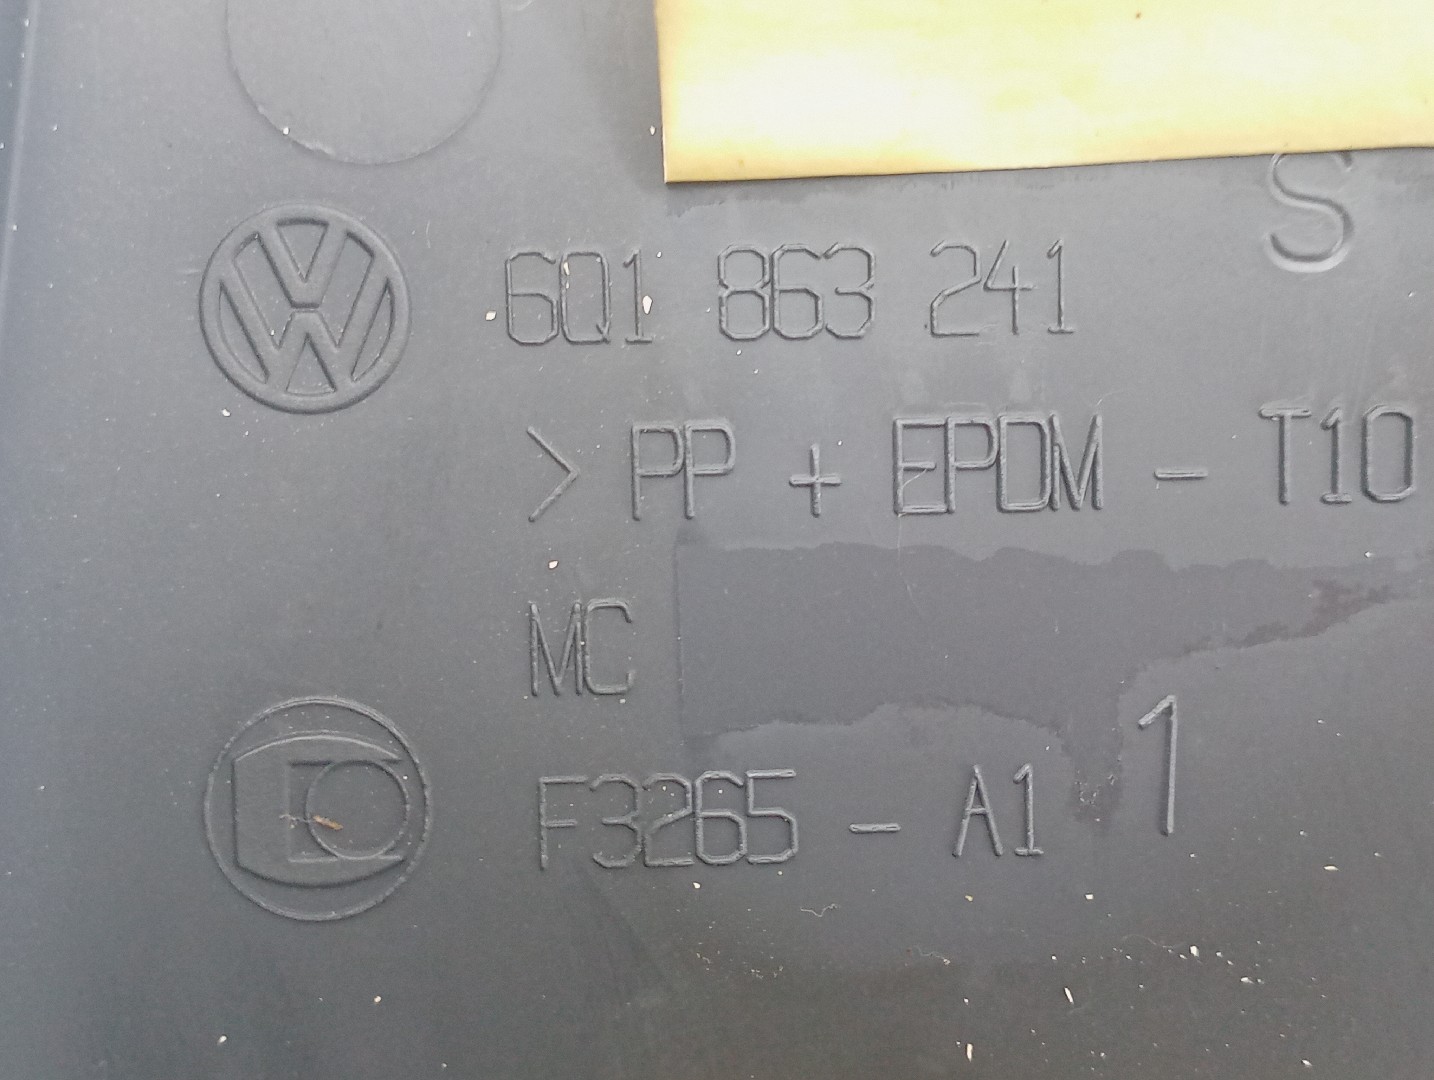 S
6Q1 863 241
> PP + EPDM - T10
MC
F3265 - A1 1